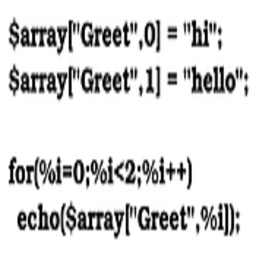 $array["Greet",0] = "hi";
$array["Greet",1] = "hello";
for(%i=0;%i<2;%i++)
echo($array["Greet",%i]);